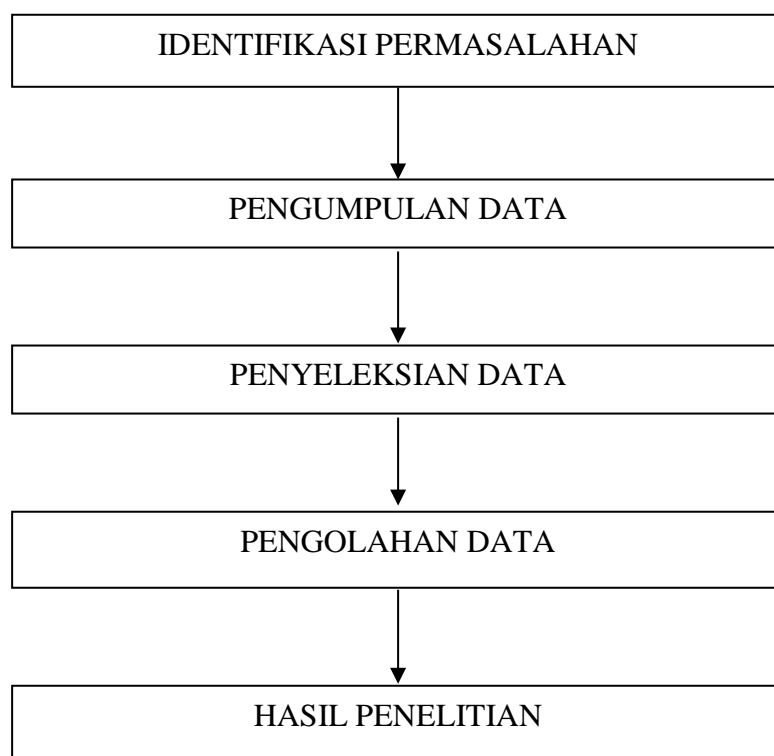 IDENTIFIKASI PERMASALAHAN
PENGUMPULAN DATA
PENYELEKSIAN DATA
PENGOLAHAN DATA
HASIL PENELITIAN